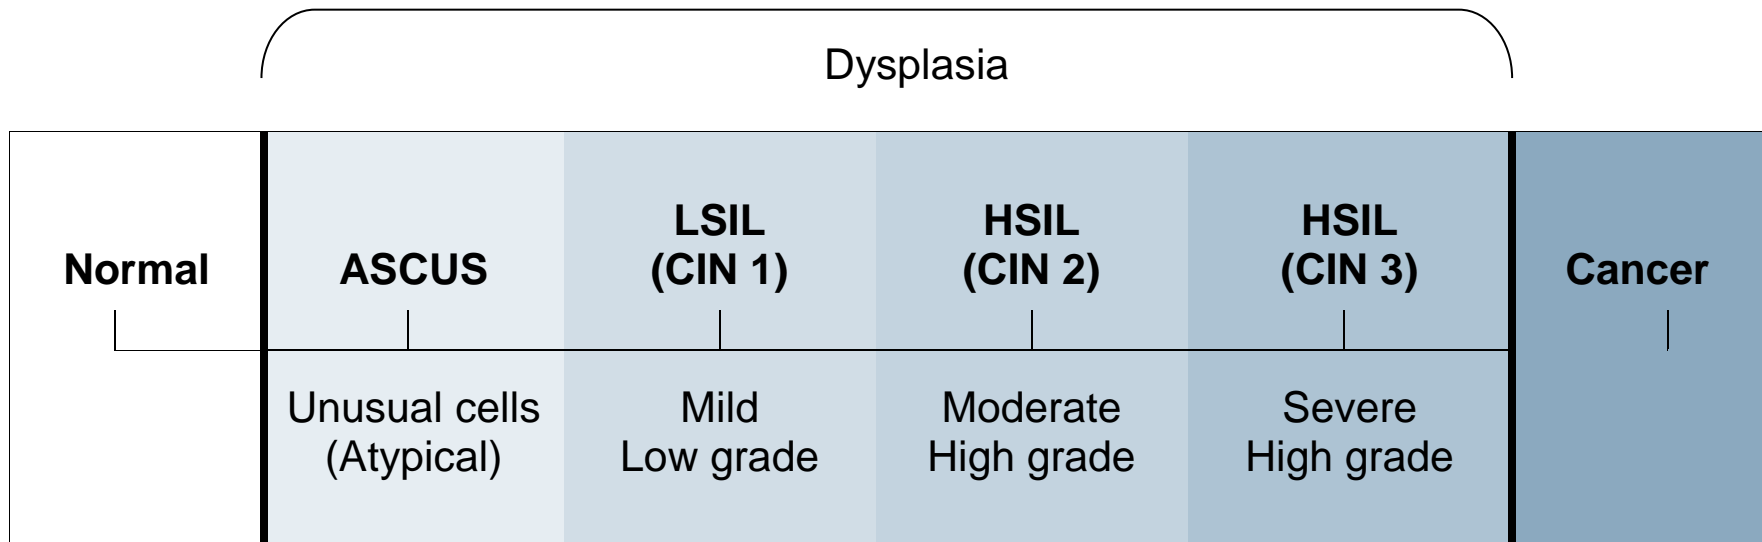 Dysplasia
Normal
ASCUS
LSIL
(CIN 1)
HSIL
(CIN 2)
HSIL
(CIN 3)
Cancer
Unusual cells
(Atypical)
Mild
Low grade
Moderate
High grade
Severe
High grade